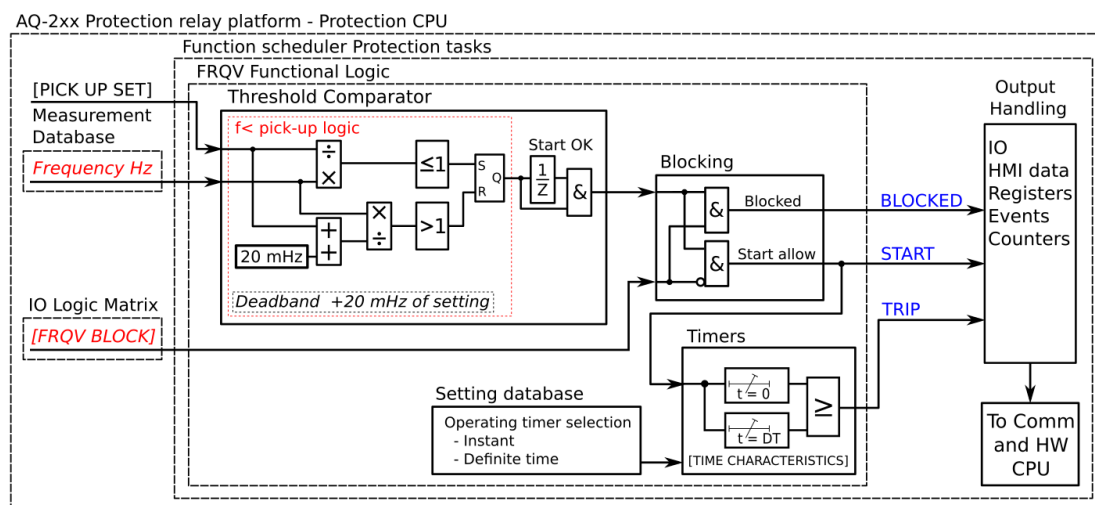 AQ-2xx Protection relay platform - Protection CPU
Function scheduler Protection tasks
FRQV Functional Logic
[PICK UP SET]
Measurement
Database
Frequency Hz
Threshold Comparator
f< pick-up logic
÷
×
≤1
S
Q
R
×
÷
>1
+
+
20 mHz
Deadband +20 mHz of setting
Start OK
1
Z
&
IO Logic Matrix
[FRQV BLOCK]
Blocking
&
Blocked
&
Start allow
BLOCKED
START
TRIP
Output
Handling
IO
HMI data
Registers
Events
Counters
Timers
t = 0
t = DT
≥
[TIME CHARACTERISTICS]
Setting database
Operating timer selection
- Instant
- Definite time
To Comm
and HW
CPU